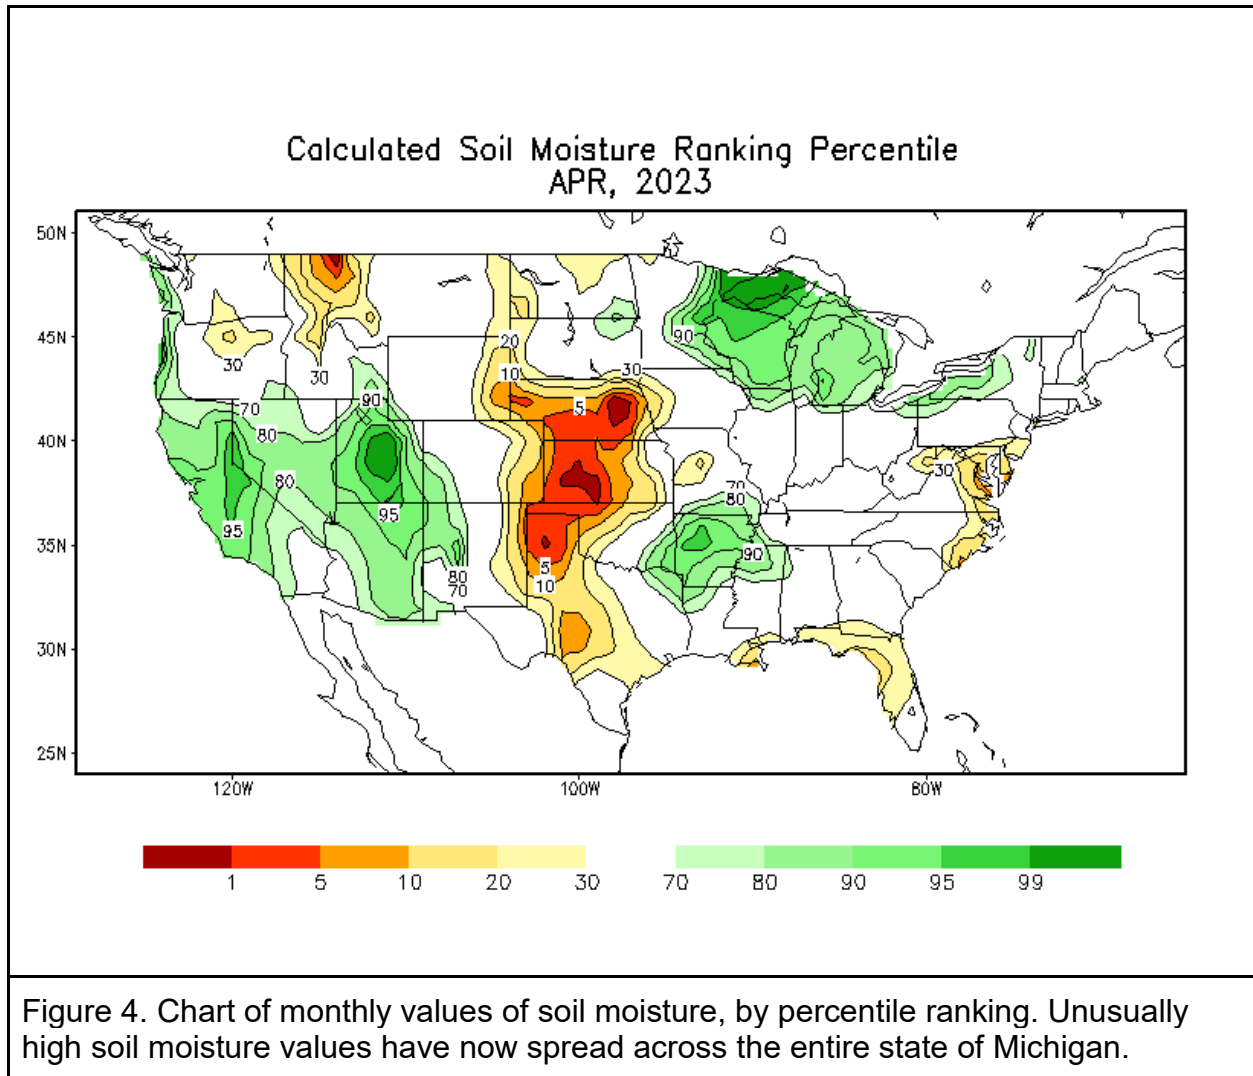 Calculated Soil Moisture Ranking Percentile
APR, 2023
50N
45N
40N
35N
30N
25N
120W
100W
80W
90
20
30
30
10
30
5
90
70
80
80
95
95
70
80
90
30
80
70
5
10
1
5
10
20
30
70
80
90
95
99
Figure 4. Chart of monthly values of soil moisture, by percentile ranking. Unusually
high soil moisture values have now spread across the entire state of Michigan.